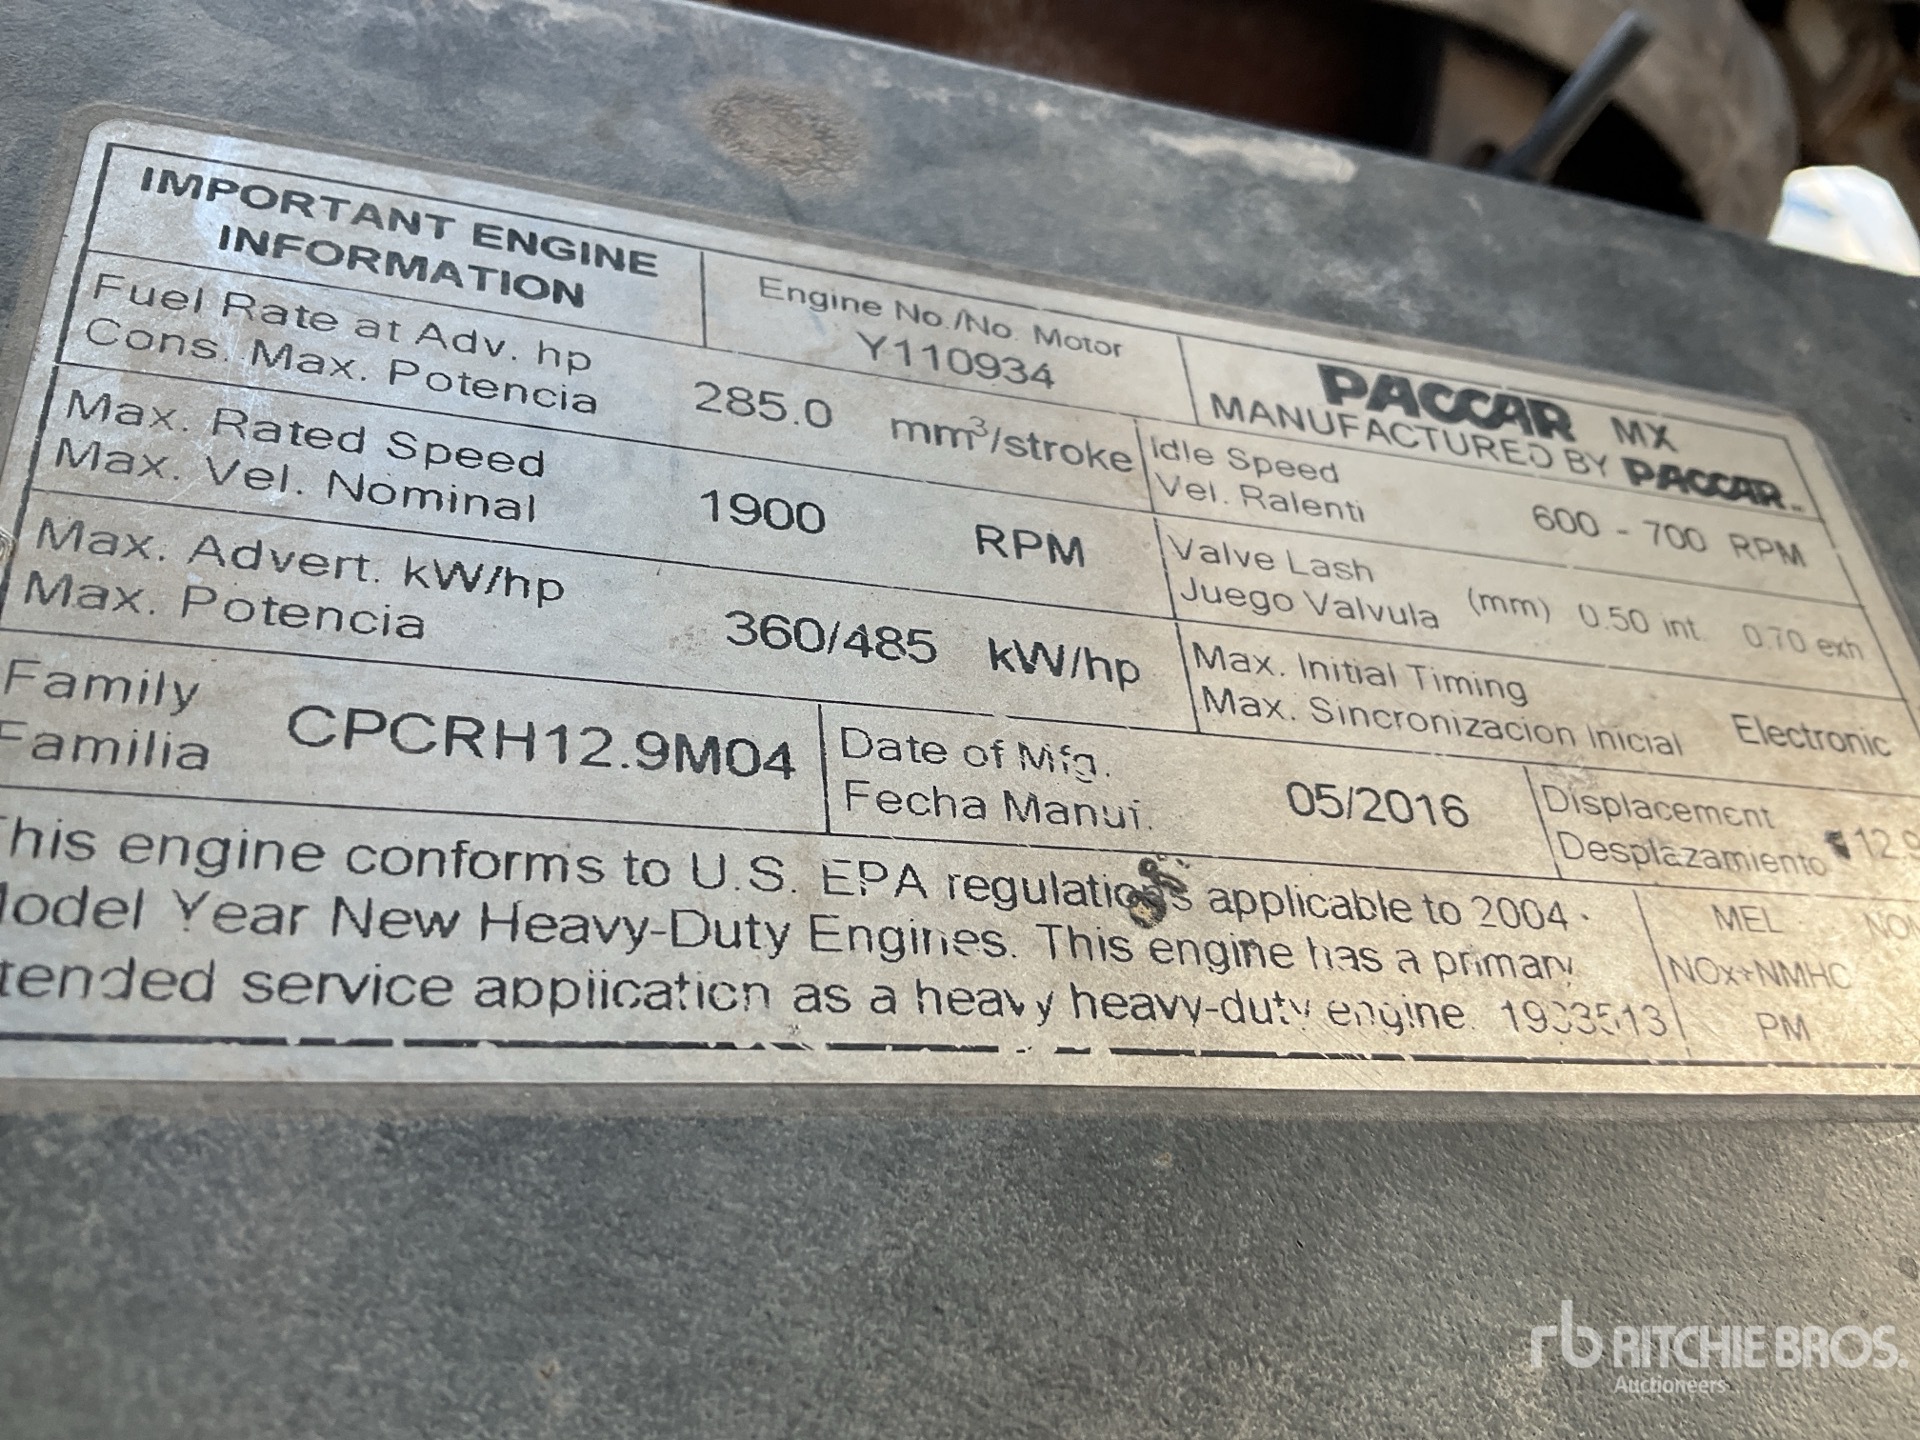 IMPORTANT ENGINE
INFORMATION
Engine No./No. Motor
Y110934
PACCAR MX
MANUFACTURED BY PACCAR
Fuel Rate at Adv. hp
Cons. Max. Potencia
285.0 mm³/stroke
Idle Speed
Vel. Ralenti
600 - 700 RPM
Max. Rated Speed
Max. Vel. Nominal
1900 RPM
Valve Lash
Juego Valvula
(mm) 0.50 int. 0.70 exh
Max. Advert. kW/hp
Max. Potencia
360/485 kW/hp
Max. Initial Timing
Max. Sincronizacion Inicial
Electronic
Family
Familia
CPCRH12.9M04
Date of Mfg.
Fecha Manuf.
05/2016
Displacement
Desplazamiento
12.9
This engine conforms to U.S. EPA regulations applicable to 2004
Model Year New Heavy-Duty Engines. This engine has a primary
tended service application as a heavy heavy-duty engine.
MEL
NOx+NMHC
PM
rb RITCHIE BROS.
Auctioneers